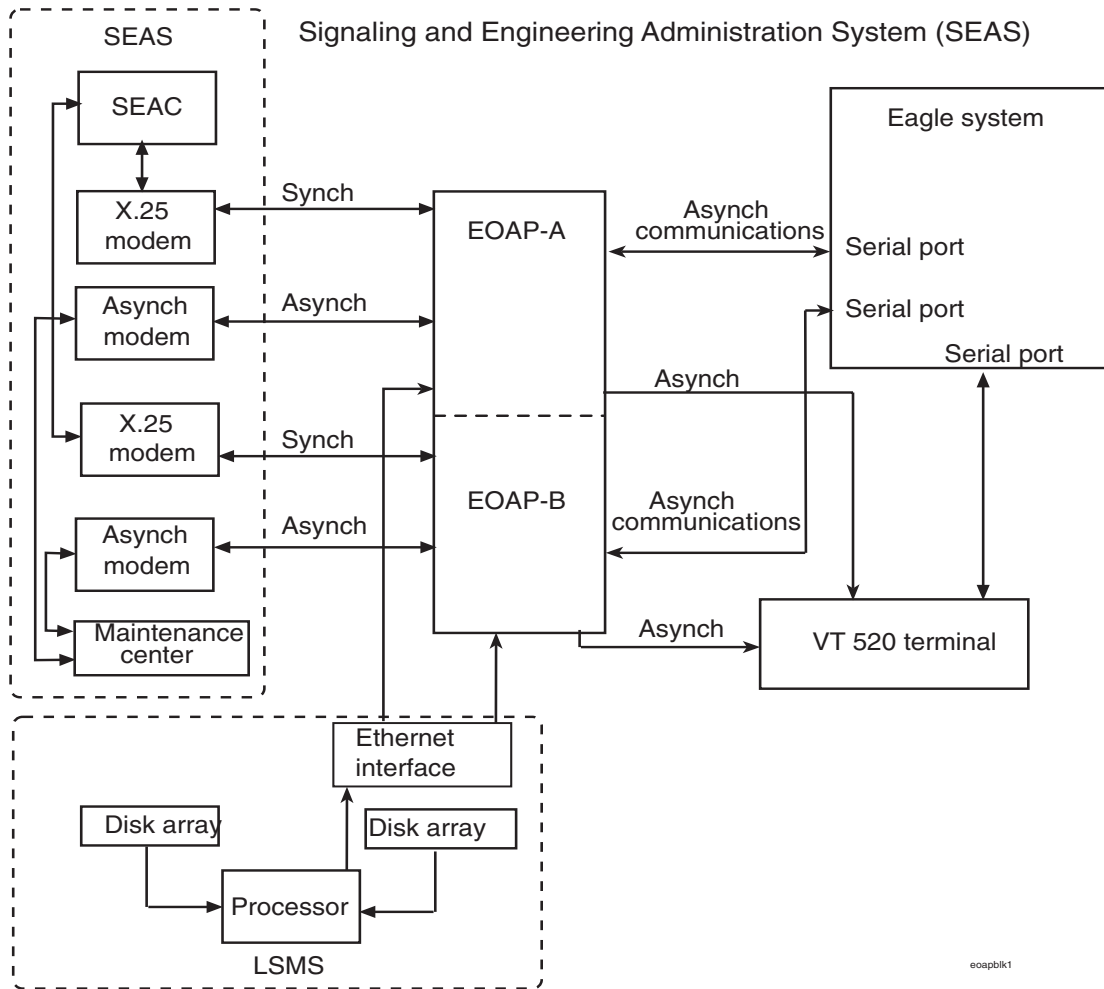 SEAS
Signaling and Engineering Administration System (SEAS)
SEAC
Eagle system
X.25
modem
Synch
EOAP-A
Asynch
communications
Serial port
Asynch
modem
Asynch
Serial port
Serial port
Asynch
X.25
modem
Synch
EOAP-B
Asynch
communications
Asynch
modem
Asynch
Maintenance
center
Asynch
VT 520 terminal
Ethernet
interface
Disk array
Disk array
Processor
LSMS
eoapblk1